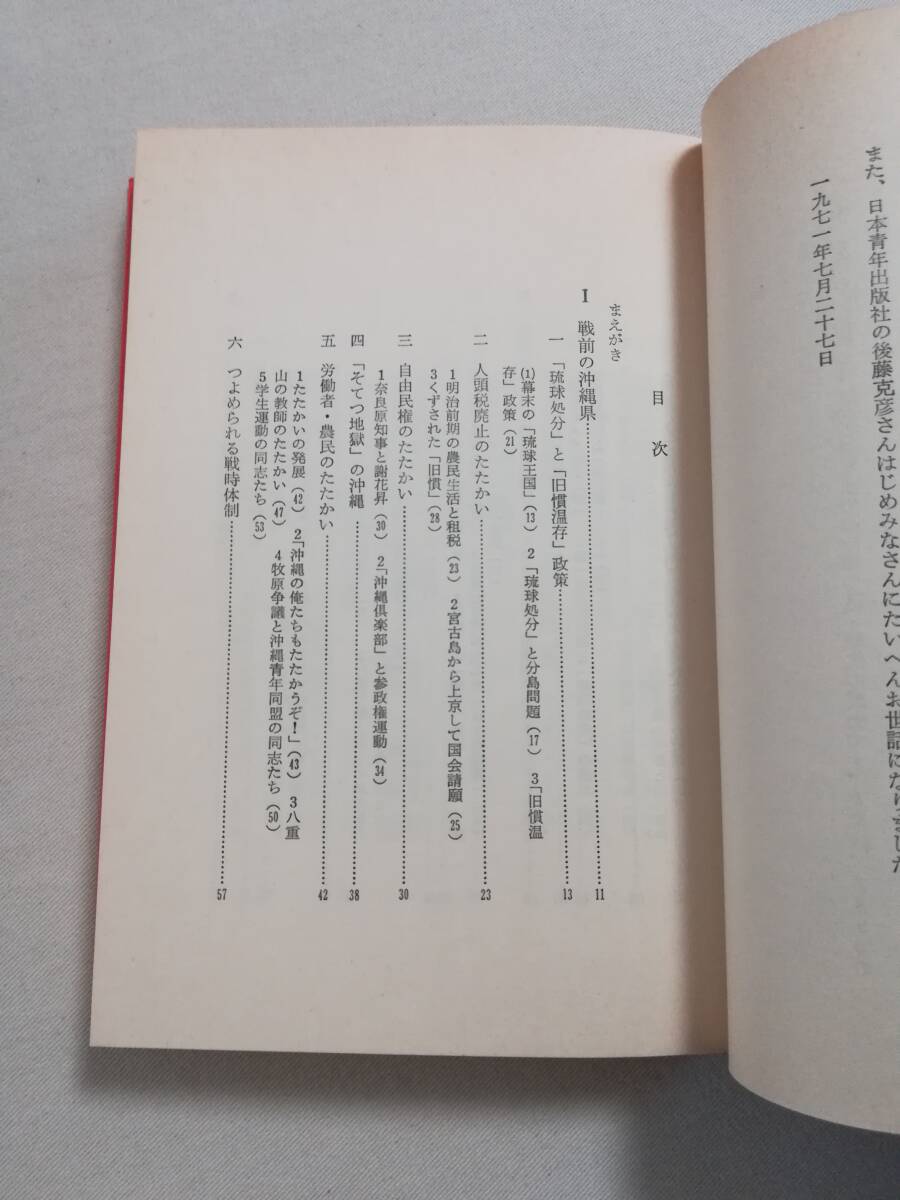 また、日本青年出版社の後藤克彦さんはじめみなさんにたいへんお世話になりました
一九七一年七月二十七日
目次
まえがき
I 戦前の沖縄県……………11
一 「琉球処分」と「旧慣温存」政策……………13
(1)幕末の「琉球王国」(13) 2「琉球処分」と分島問題(17) 3「旧慣温
存」政策(21)
二 人頭税廃止のたたかい……………23
1明治前期の農民生活と租税(23) 2宮古島から上京して国会請願(25)
3くずされた「旧慣」(28)
三 自由民権のたたかい……………30
1奈良原知事と謝花昇(30) 2「沖縄倶楽部」と参政権運動(34)
四 「そてつ地獄」の沖縄……………38
五 労働者・農民のたたかい……………42
1たたかいの発展(42) 2「沖縄の俺たちもたたかうぞ!」(43) 3八重
山の教師のたたかい(47) 4牧原争議と沖縄青年同盟の同志たち(50)
5学生運動の同志たち(53)
六 つよめられる戦時体制……………57